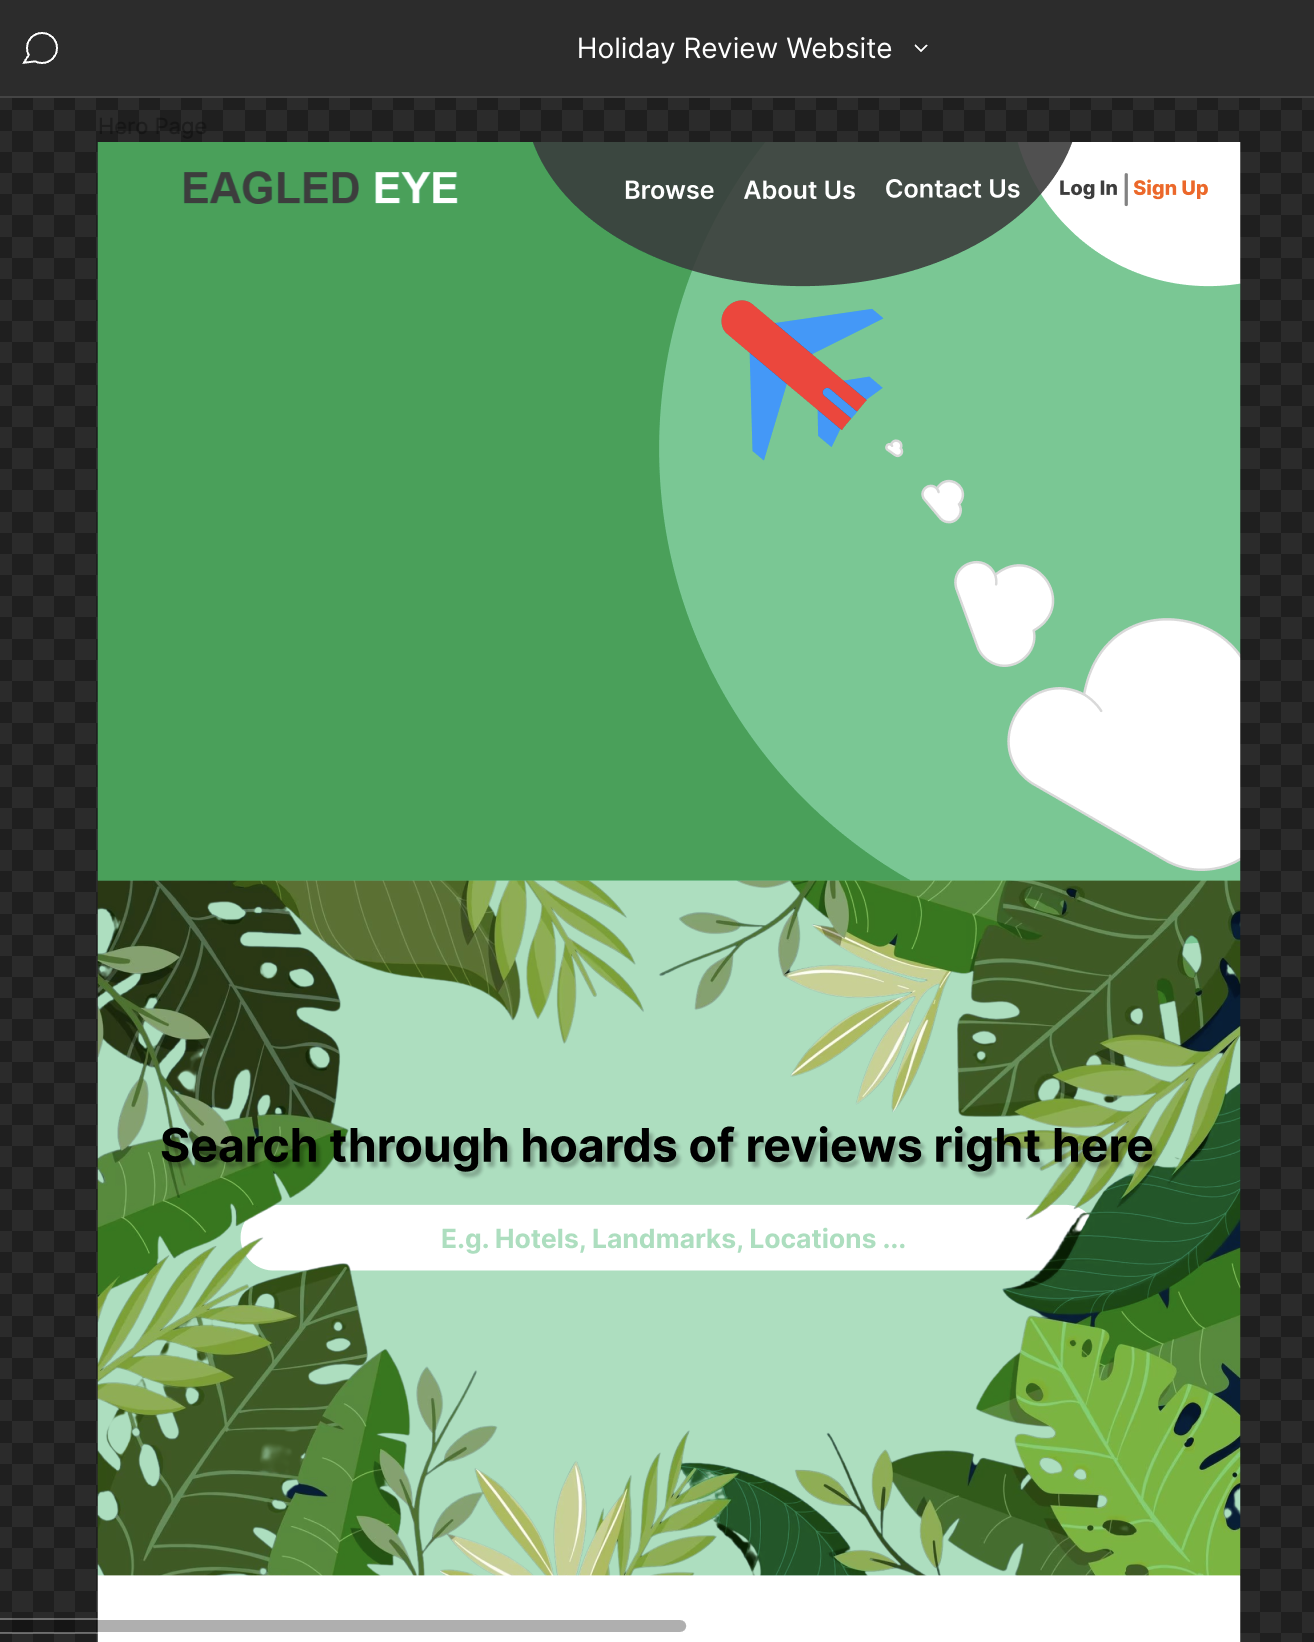 Holiday Review Website
Hero Page
EAGLED EYE
Browse About Us Contact Us Log In | Sign Up
Search through hoards of reviews right here
E.g. Hotels, Landmarks, Locations ...